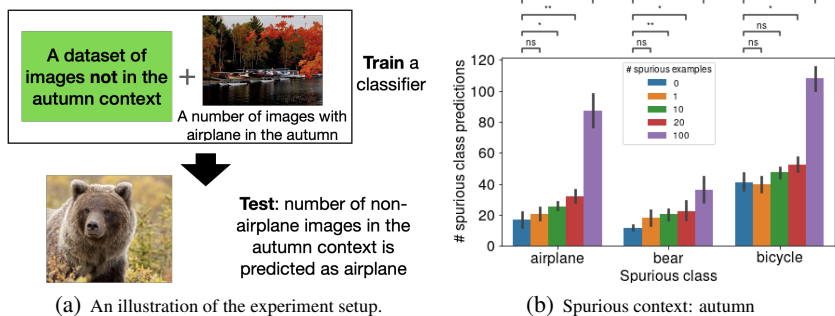 A dataset of
images not in the
autumn context
+
A number of images with
airplane in the autumn
Train a
classifier
Test: number of non-
airplane images in the
autumn context is
predicted as airplane
(a) An illustration of the experiment setup.
** * *
* ** ns
ns ns ns
# spurious class predictions
120
100
80
60
40
20
0
# spurious examples
0
1
10
20
100
airplane bear bicycle
Spurious class
(b) Spurious context: autumn